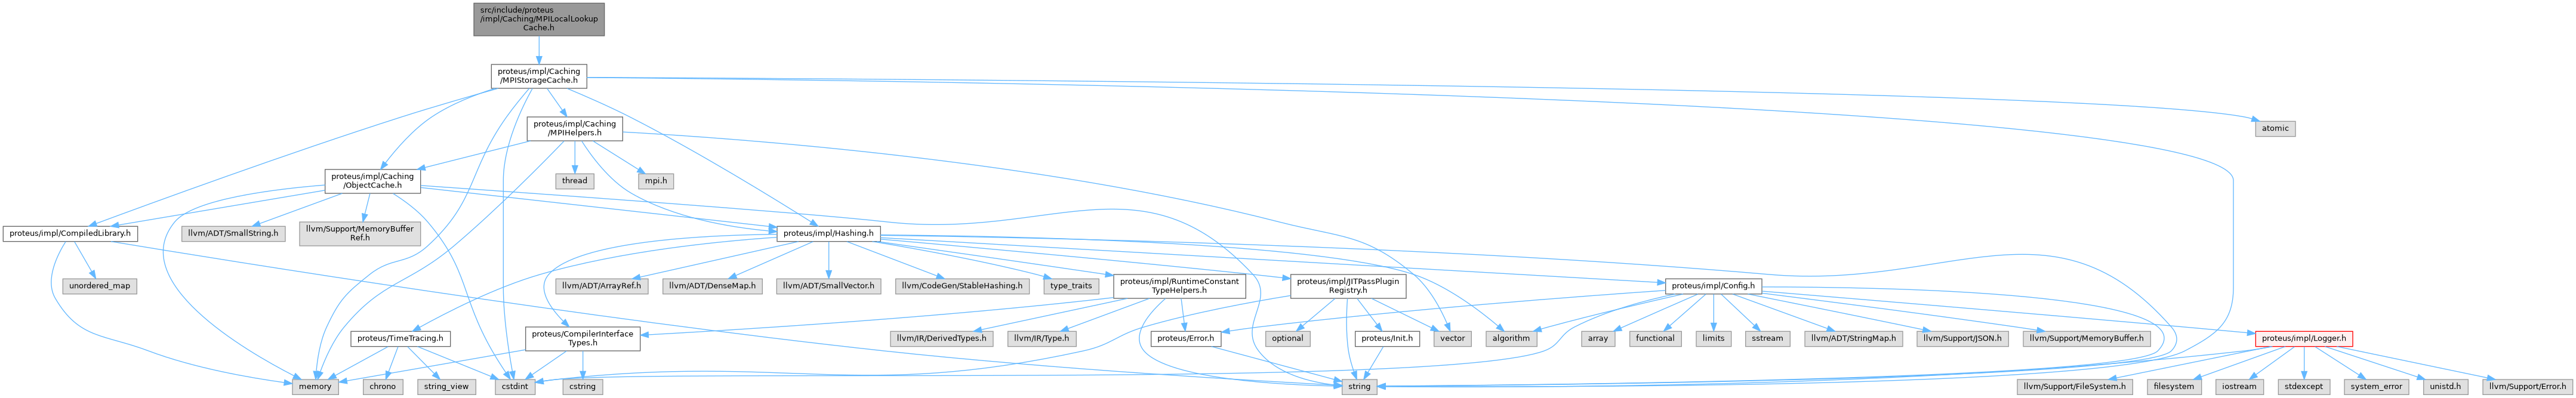 src/include/proteus
/impl/Caching/MPILocalLookup
Cache.h
proteus/impl/Caching
/MPIStorageCache.h
proteus/impl/Caching
/MPIHelpers.h
atomic
proteus/impl/Caching
/ObjectCache.h
thread
mpi.h
proteus/impl/CompiledLibrary.h
llvm/ADT/SmallString.h
llvm/Support/MemoryBuffer
Ref.h
proteus/impl/Hashing.h
unordered_map
llvm/ADT/ArrayRef.h
llvm/ADT/DenseMap.h
llvm/ADT/SmallVector.h
llvm/CodeGen/StableHashing.h
type_traits
proteus/impl/RuntimeConstant
TypeHelpers.h
proteus/impl/JITPassPlugin
Registry.h
proteus/impl/Config.h
proteus/TimeTracing.h
proteus/CompilerInterface
Types.h
llvm/IR/DerivedTypes.h
llvm/IR/Type.h
proteus/Error.h
optional
proteus/Init.h
vector
algorithm
array
functional
limits
sstream
llvm/ADT/StringMap.h
llvm/Support/JSON.h
llvm/Support/MemoryBuffer.h
proteus/impl/Logger.h
memory
chrono
string_view
cstdint
cstring
string
llvm/Support/FileSystem.h
filesystem
iostream
stdexcept
system_error
unistd.h
llvm/Support/Error.h